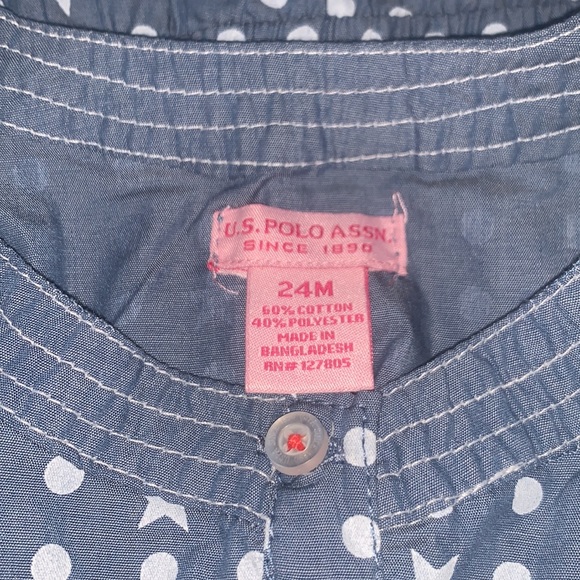 U.S. POLO ASSN.
SINCE 1890
24M
60% COTTON
40% POLYESTER
MADE IN
BANGLADESH
RN# 127805